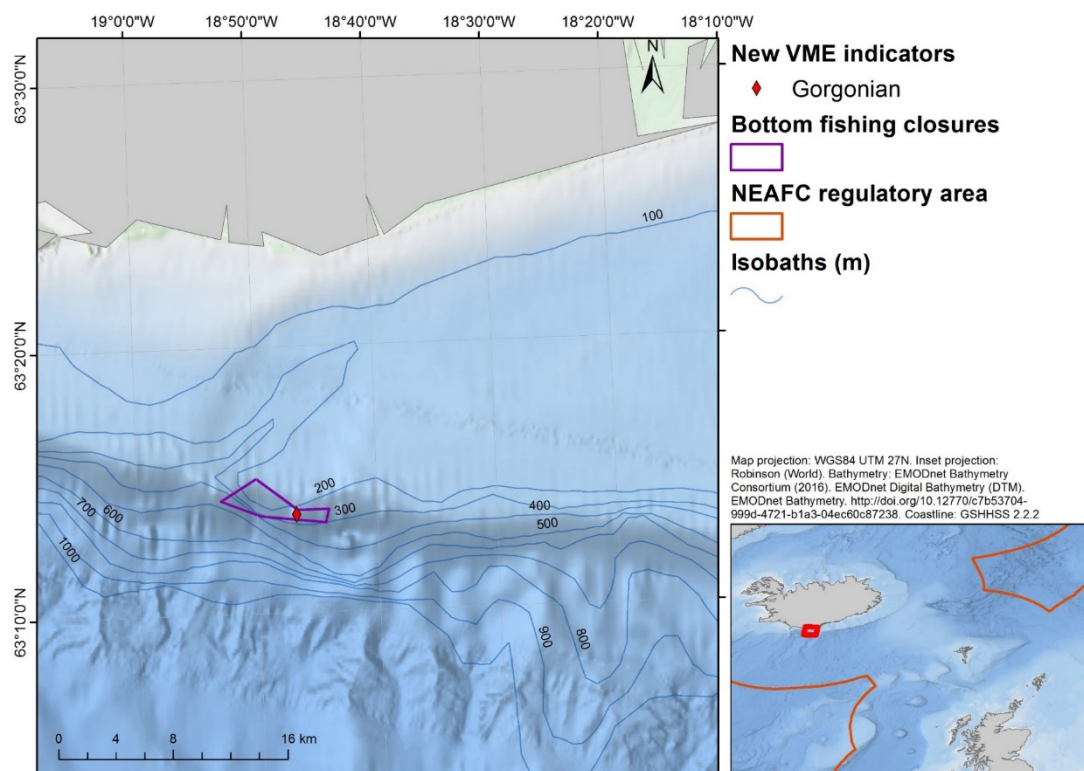 19°0'0"W 18°50'0"W 18°40'0"W 18°30'0"W 18°20'0"W 18°10'0"W
63°30'0"N
63°20'0"N
63°10'0"N
N
100
200
400
300
500
700
600
1000
900
800
0 4 8 16 km
New VME indicators
Gorgonian
Bottom fishing closures
NEAFC regulatory area
Isobaths (m)
Map projection: WGS84 UTM 27N. Inset projection:
Robinson (World). Bathymetry: EMODnet Bathymetry
Consortium (2016). EMODnet Digital Bathymetry (DTM).
EMODnet Bathymetry. http://doi.org/10.12770/c7b53704-
999d-4721-b1a3-04ec60c87238. Coastline: GSHHSS 2.2.2